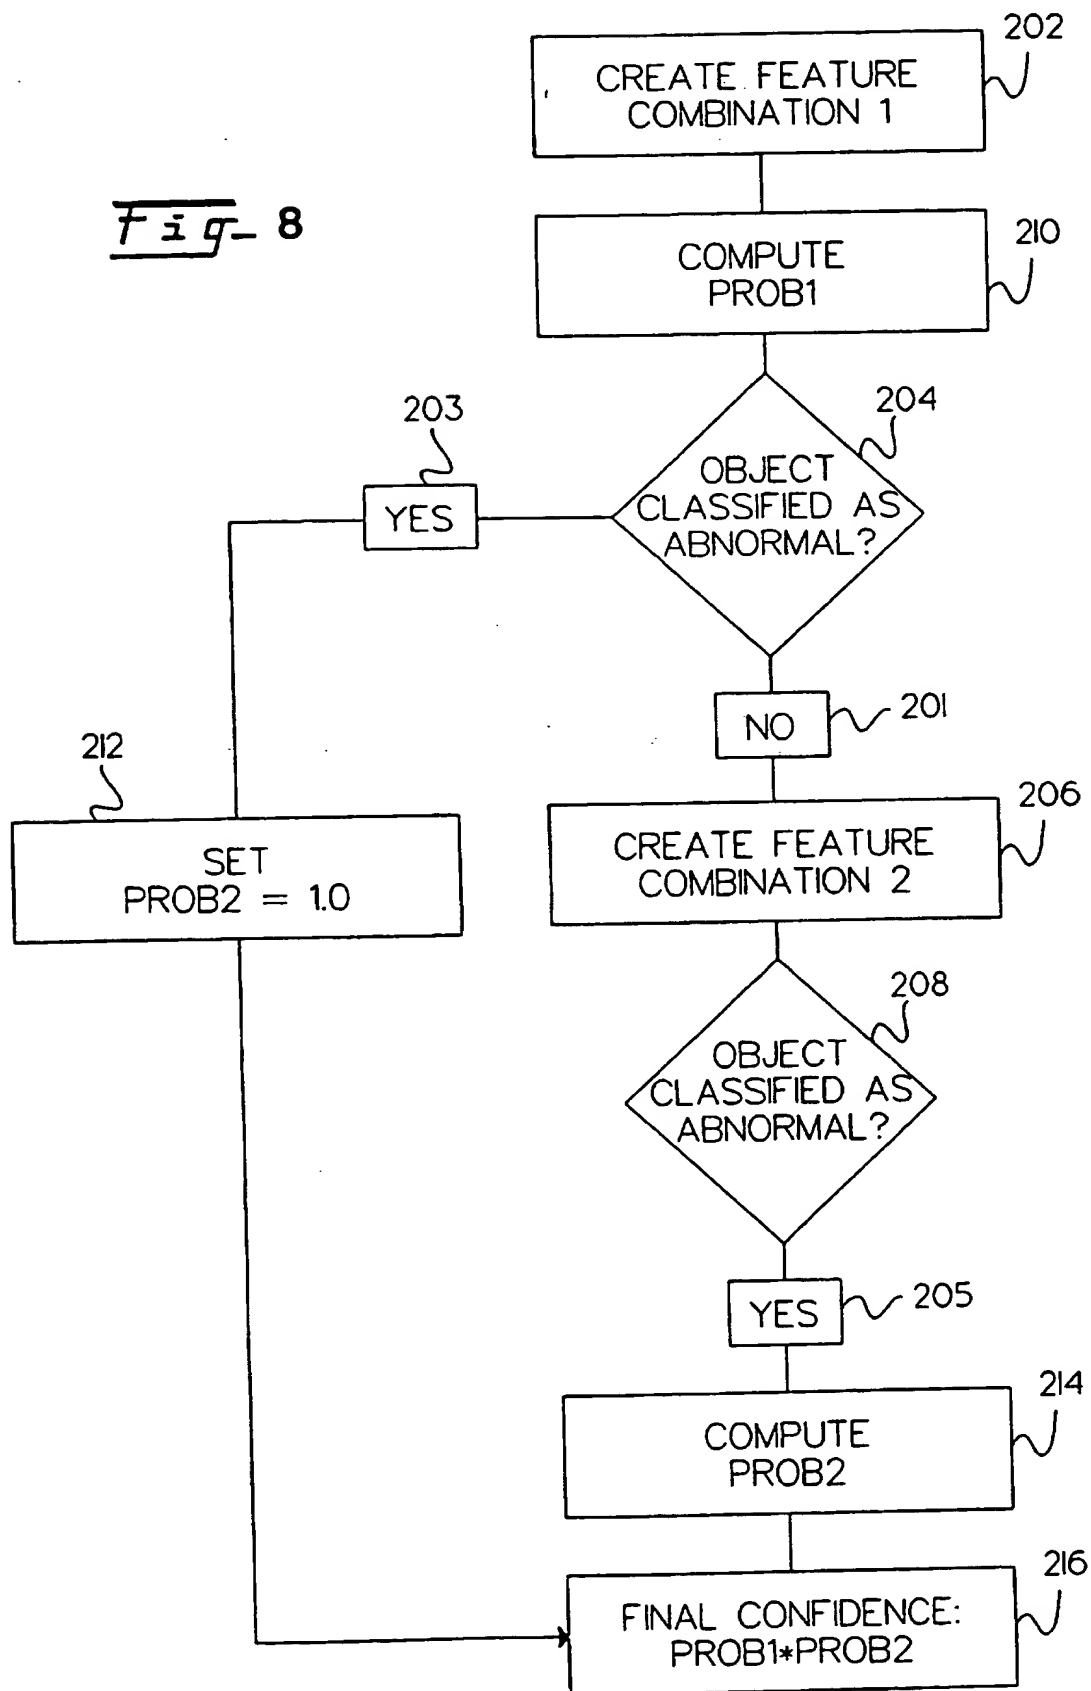 202
CREATE FEATURE
COMBINATION 1
Fig- 8
210
COMPUTE
PROB1
203
204
YES
OBJECT
CLASSIFIED AS
ABNORMAL?
NO
201
212
SET
PROB2 = 1.0
206
CREATE FEATURE
COMBINATION 2
208
OBJECT
CLASSIFIED AS
ABNORMAL?
YES
205
214
COMPUTE
PROB2
216
FINAL CONFIDENCE:
PROB1*PROB2